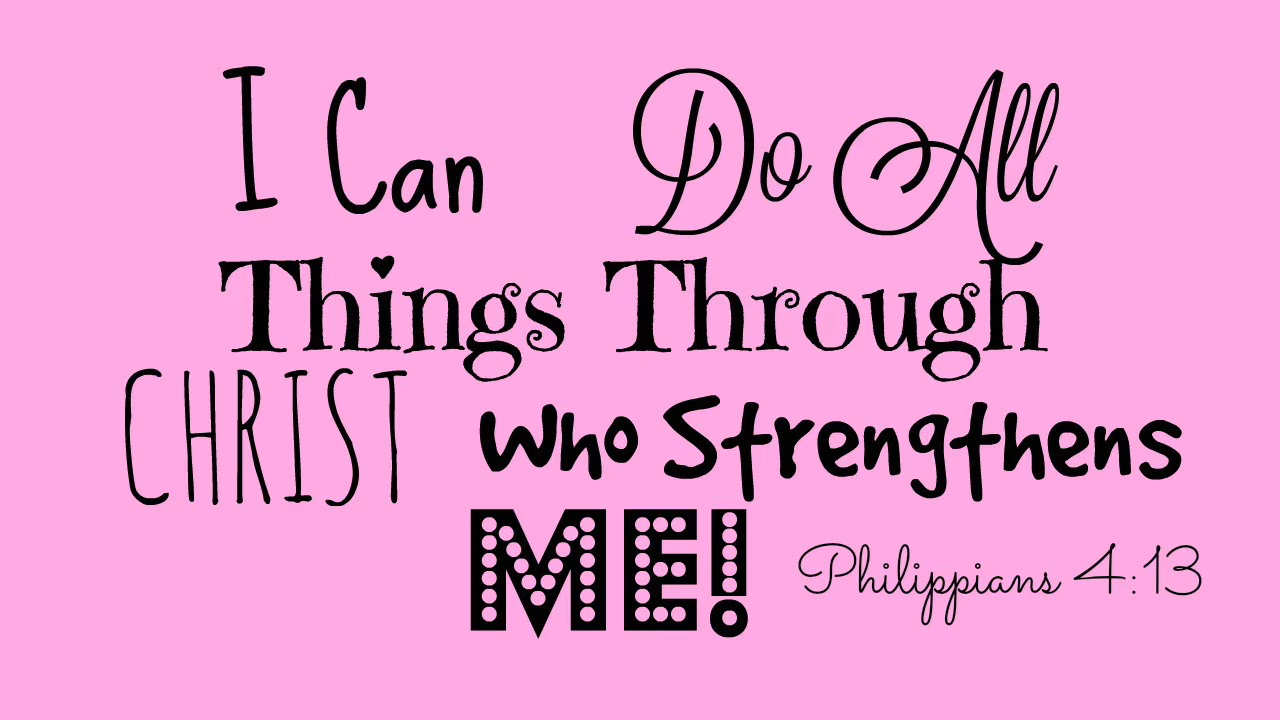 I Can Do All
Things Through
CHRIST Who Strengthens
ME! Philippians 4:13